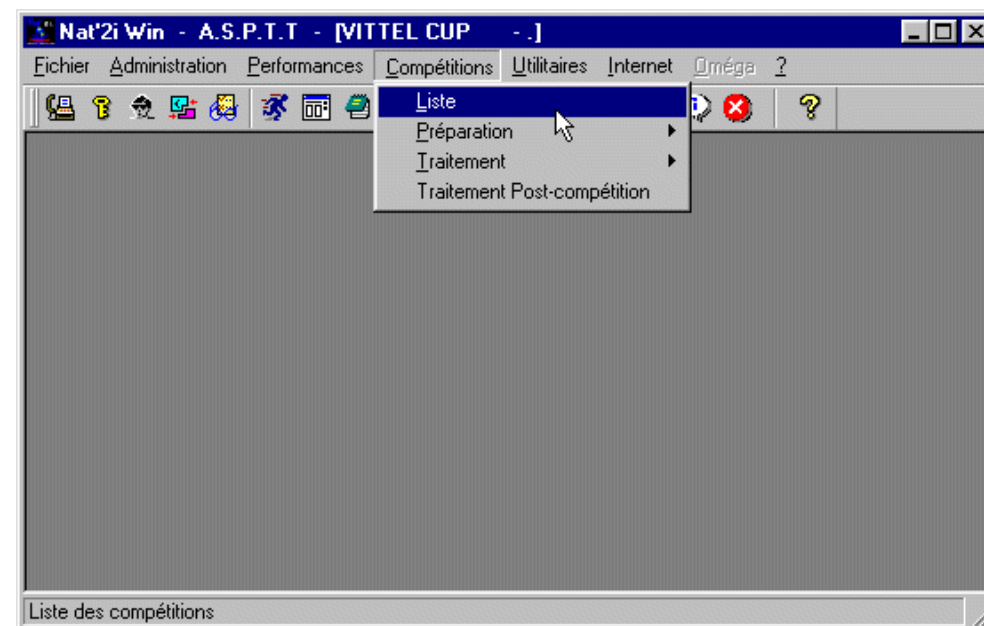 Nat'2i Win - A.S.P.T.T - [VITTEL CUP - .]
Fichier Administration Performances Compétitions Utilitaires Internet Oméga ?
Liste
Préparation
Traitement
Traitement Post-compétition
Liste des compétitions